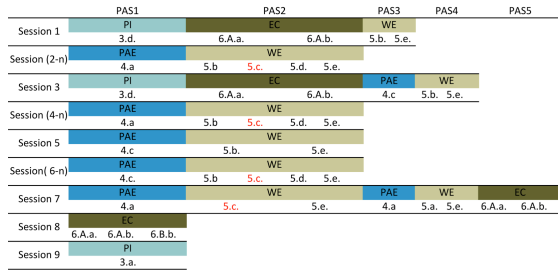 PAS1 PAS2 PAS3 PAS4 PAS5
Session 1 PI EC WE
3.d. 6.A.a. 6.A.b. 5.b. 5.e.
Session (2-n) PAE WE
4.a 5.b 5.c. 5.d. 5.e.
Session 3 PI EC PAE WE
3.d. 6.A.a. 6.A.b. 4.c 5.b. 5.e.
Session (4-n) PAE WE
4.a 5.b 5.c. 5.d. 5.e.
Session 5 PAE WE
4.c 5.b. 5.e.
Session( 6-n) PAE WE
4.c. 5.b 5.c. 5.d. 5.e.
Session 7 PAE WE PAE WE EC
4.a 5.c. 5.e. 4.a 5.a. 5.e. 6.A.a. 6.A.b.
Session 8 EC
6.A.a. 6.A.b. 6.B.b.
Session 9 PI
3.a.